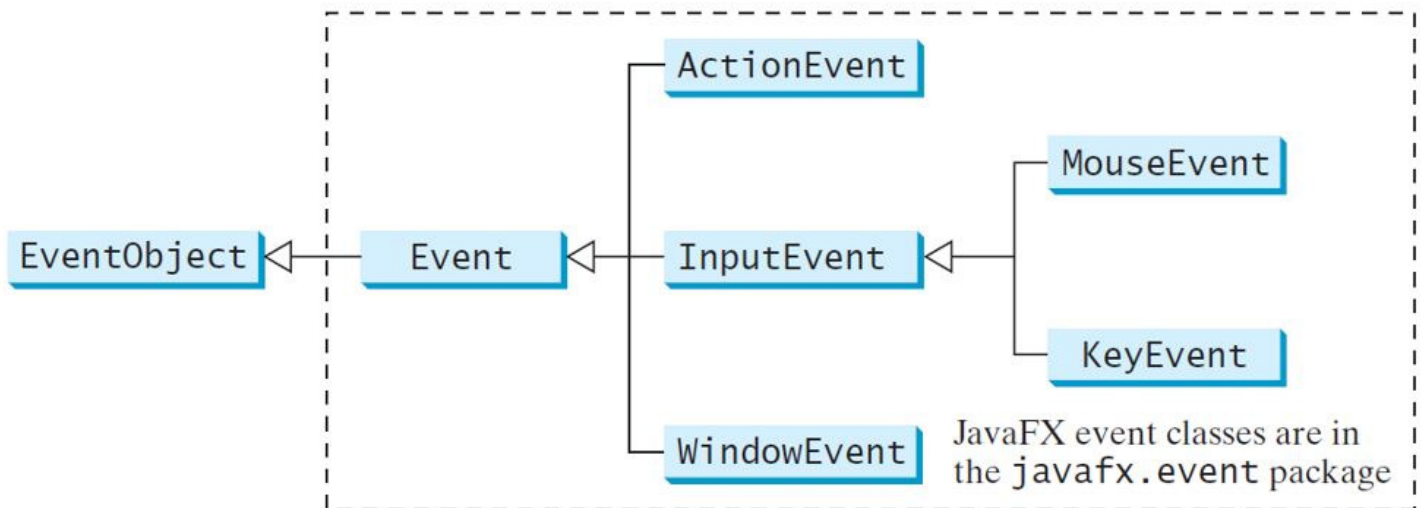 ActionEvent
MouseEvent
EventObject
Event
InputEvent
KeyEvent
WindowEvent
JavaFX event classes are in
the javafx.event package